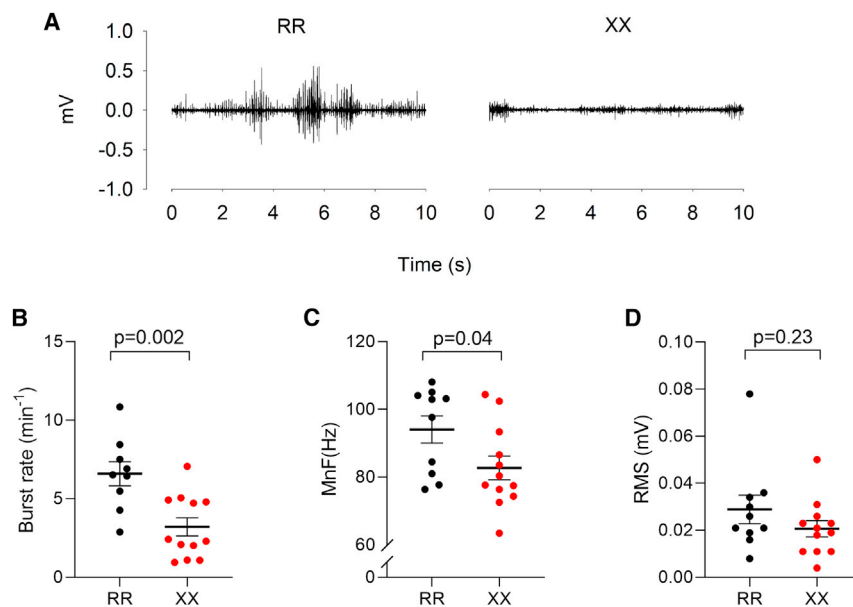 A
RR
XX
1.0
0.5
0.0
-0.5
-1.0
mV
0 2 4 6 8 10
0 2 4 6 8 10
Time (s)
B
p=0.002
15
10
5
0
Burst rate (min⁻¹)
RR XX
C
p=0.04
120
100
80
60
0
MnF(Hz)
RR XX
D
p=0.23
0.10
0.08
0.06
0.04
0.02
0.00
RMS (mV)
RR XX